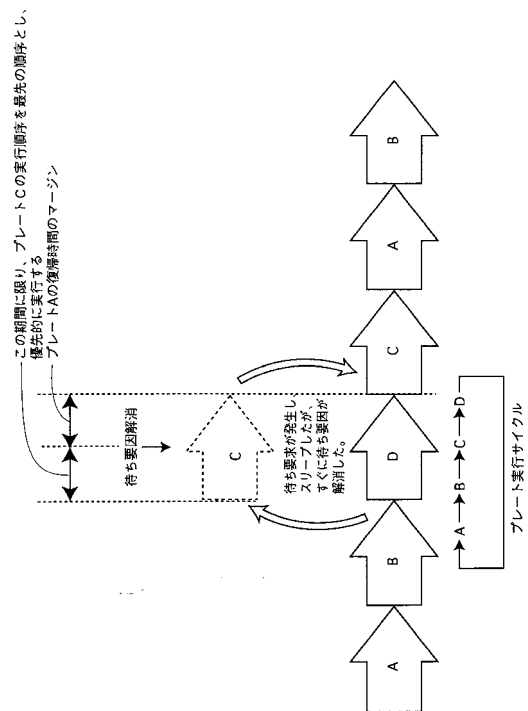 この期間に限り、プレートCの実行順序を最先の順序とし、
優先的に実行する
プレートAの復帰時間のマージン
待ち要因解消
C
待ち要求が発生し、
スリープしたが、
すぐに待ち要因が
解消した。
A
B
D
C
A
B
A B C D
プレート実行サイクル